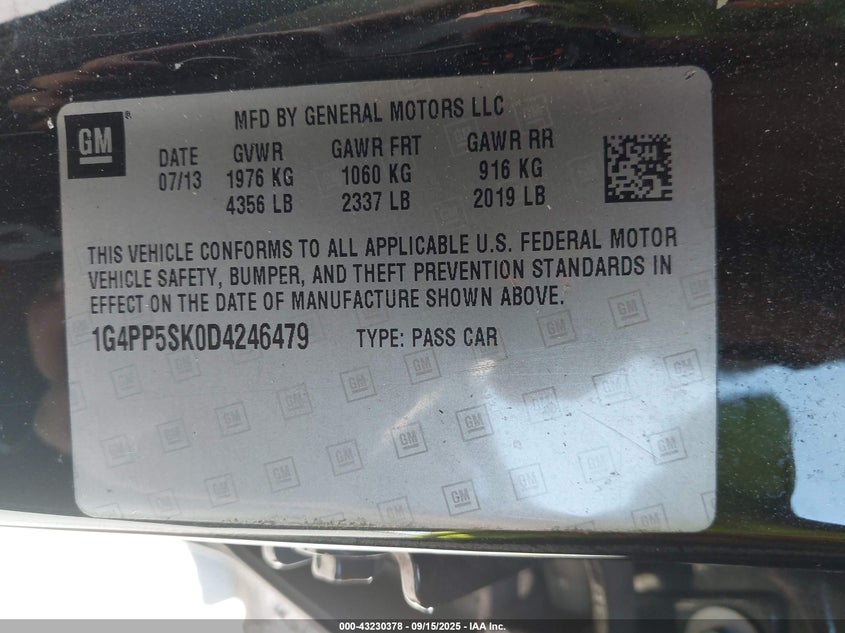 MFD BY GENERAL MOTORS LLC
GM®
DATE GVWR GAWR FRT GAWR RR
07/13 1976 KG 1060 KG 916 KG
4356 LB 2337 LB 2019 LB
THIS VEHICLE CONFORMS TO ALL APPLICABLE U.S. FEDERAL MOTOR
VEHICLE SAFETY, BUMPER, AND THEFT PREVENTION STANDARDS IN
EFFECT ON THE DATE OF MANUFACTURE SHOWN ABOVE.
1G4PP5SK0D4246479 TYPE: PASS CAR
000-43230378 - 09/15/2025 - IAA, Inc.